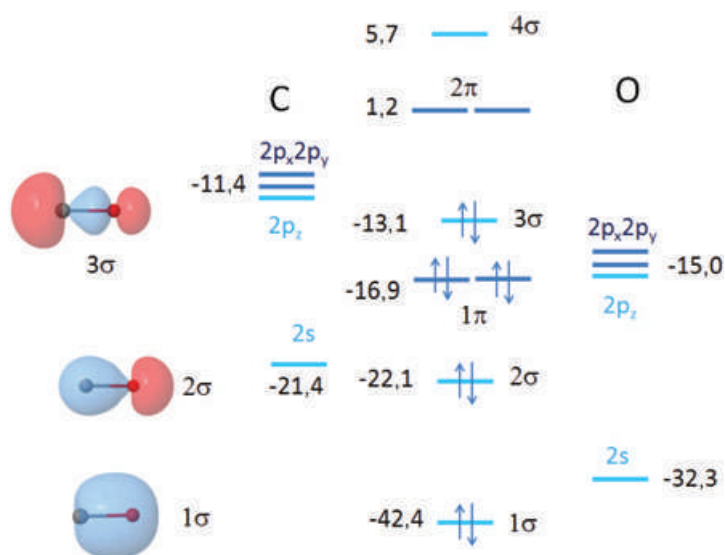 5,7 4σ
C 2π O
1,2
2pₓ2pᵧ
-11,4
2p_z
-13,1 3σ
2pₓ2pᵧ
-15,0
2p_z
3σ
-16,9
1π
2s
-21,4
-22,1 2σ
2σ
2s
-32,3
1σ
-42,4 1σ